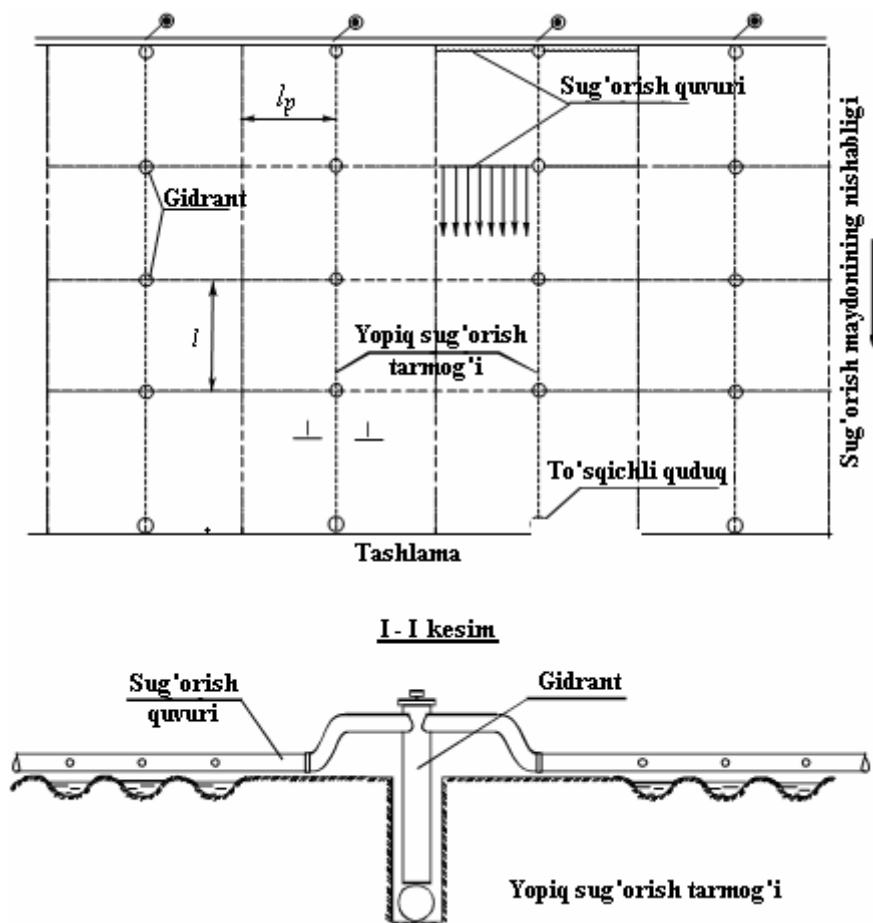 l_p
Sug'orish quvuri
Gidrant
l
Yopiq sug'orish
tarmog'i
Sug'orish maydonining nishabligi
I I
To'sqichli quduq
Tashlama
I - I kesim
Sug'orish
quvuri
Gidrant
Yopiq sug'orish tarmog'i